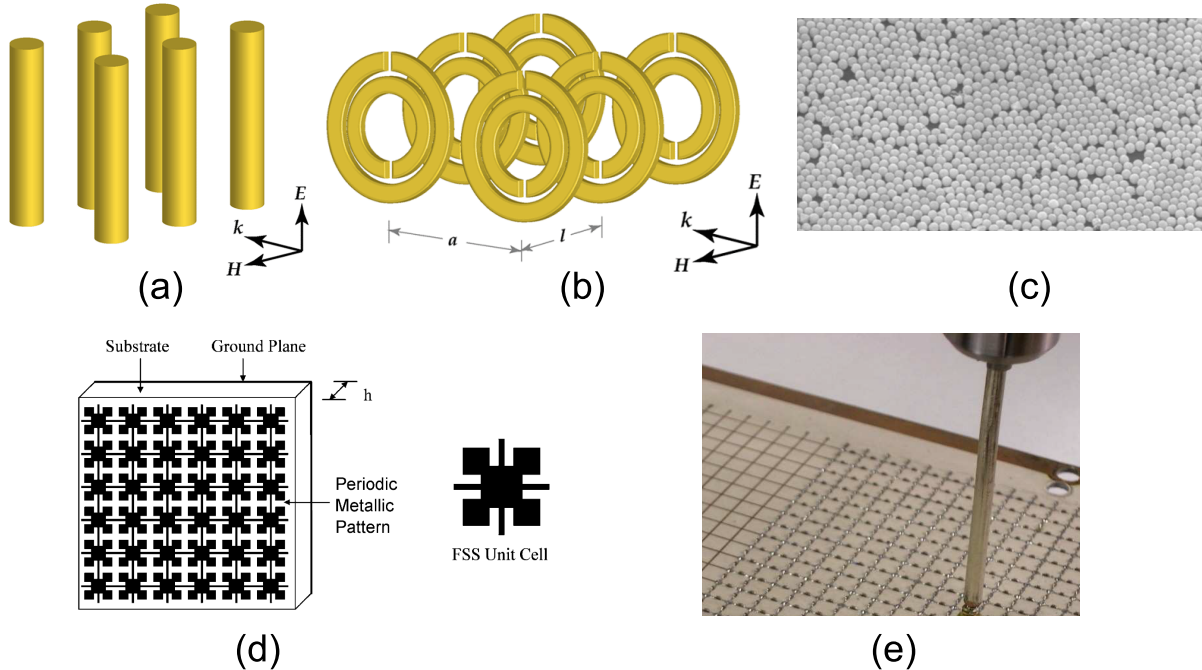 E
k
H
(a)
a
l
E
k
H
(b)
(c)
Substrate
Ground Plane
h
Periodic
Metallic
Pattern
FSS Unit Cell
(d)
(e)